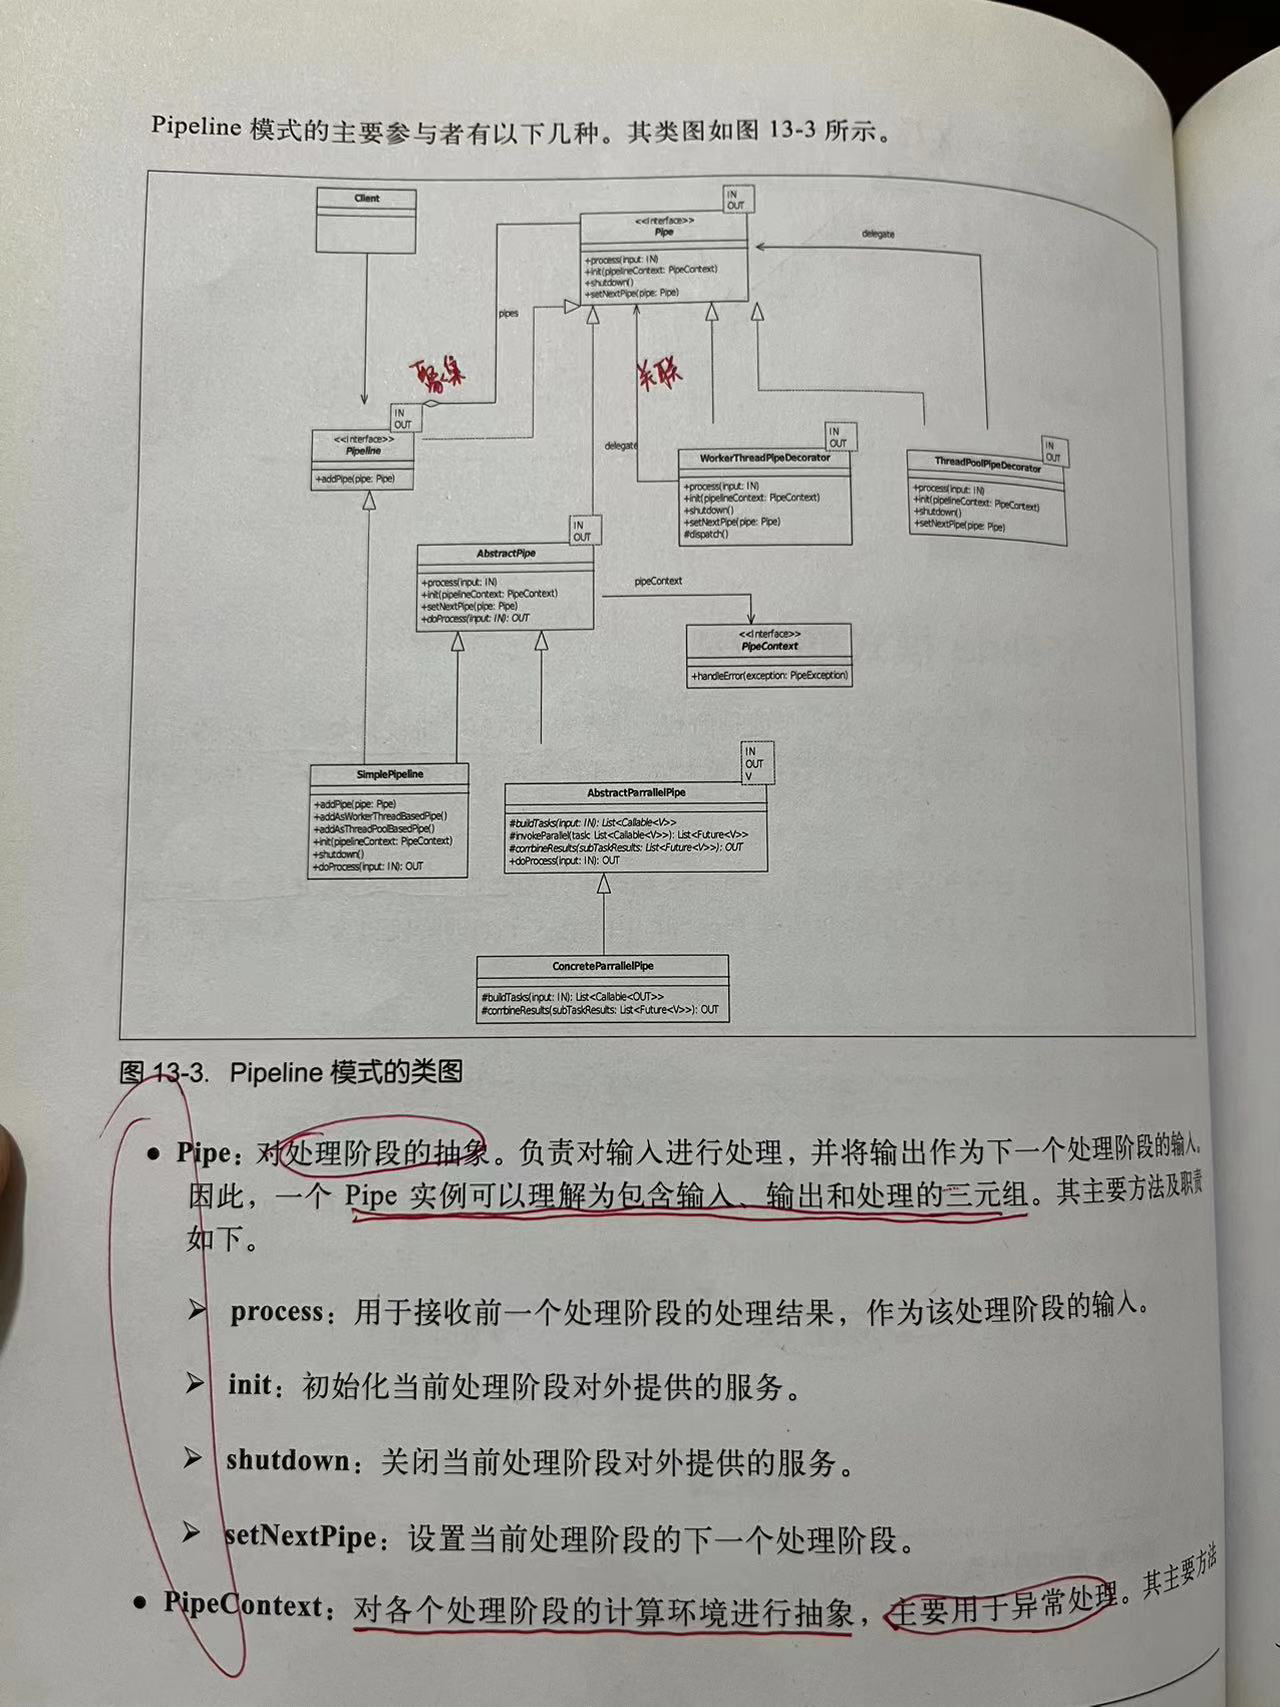 Pipeline 模式的主要参与者有以下几种。其类图如图 13-3 所示。
Client
IN
OUT
<<interface>>
Pipe
+process(input: IN)
+init(pipelineContext: PipeContext)
+shutdown()
+setNextPipe(pipe: Pipe)
delegate
pipes
聚集
关联
IN
OUT
<<interface>>
Pipeline
+addPipe(pipe: Pipe)
delegate
IN
OUT
WorkerThreadPipeDecorator
+process(input: IN)
+init(pipelineContext: PipeContext)
+shutdown()
+setNextPipe(pipe: Pipe)
#dispatch()
IN
OUT
ThreadPoolPipeDecorator
+process(input: IN)
+init(pipelineContext: PipeContext)
+shutdown()
+setNextPipe(pipe: Pipe)
IN
OUT
AbstractPipe
+process(input: IN)
+init(pipelineContext: PipeContext)
+setNextPipe(pipe: Pipe)
+doProcess(input: IN): OUT
pipeContext
<<interface>>
PipeContext
+handleError(exception: PipeException)
SimplePipeline
+addPipe(pipe: Pipe)
+addAsWorkerThreadBasedPipe()
+addAsThreadPoolBasedPipe()
+init(pipelineContext: PipeContext)
+shutdown()
+doProcess(input: IN): OUT
IN
OUT
V
AbstractParrallelPipe
#buildTasks(input: IN): List<Callable<V>>
#invokeParallel(task: List<Callable<V>>): List<Future<V>>
#combineResults(subTaskResults: List<Future<V>>): OUT
+doProcess(input: IN): OUT
ConcreteParrallelPipe
#buildTasks(input: IN): List<Callable<OUT>>
#combineResults(subTaskResults: List<Future<V>>): OUT
图 13-3. Pipeline 模式的类图
● Pipe：对处理阶段的抽象。负责对输入进行处理，并将输出作为下一个处理阶段的输入。
因此，一个 Pipe 实例可以理解为包含输入、输出和处理的三元组。其主要方法及职责
如下。
➢ process：用于接收前一个处理阶段的处理结果，作为该处理阶段的输入。
➢ init：初始化当前处理阶段对外提供的服务。
➢ shutdown：关闭当前处理阶段对外提供的服务。
➢ setNextPipe：设置当前处理阶段的下一个处理阶段。
● PipeContext：对各个处理阶段的计算环境进行抽象，主要用于异常处理。其主要方法